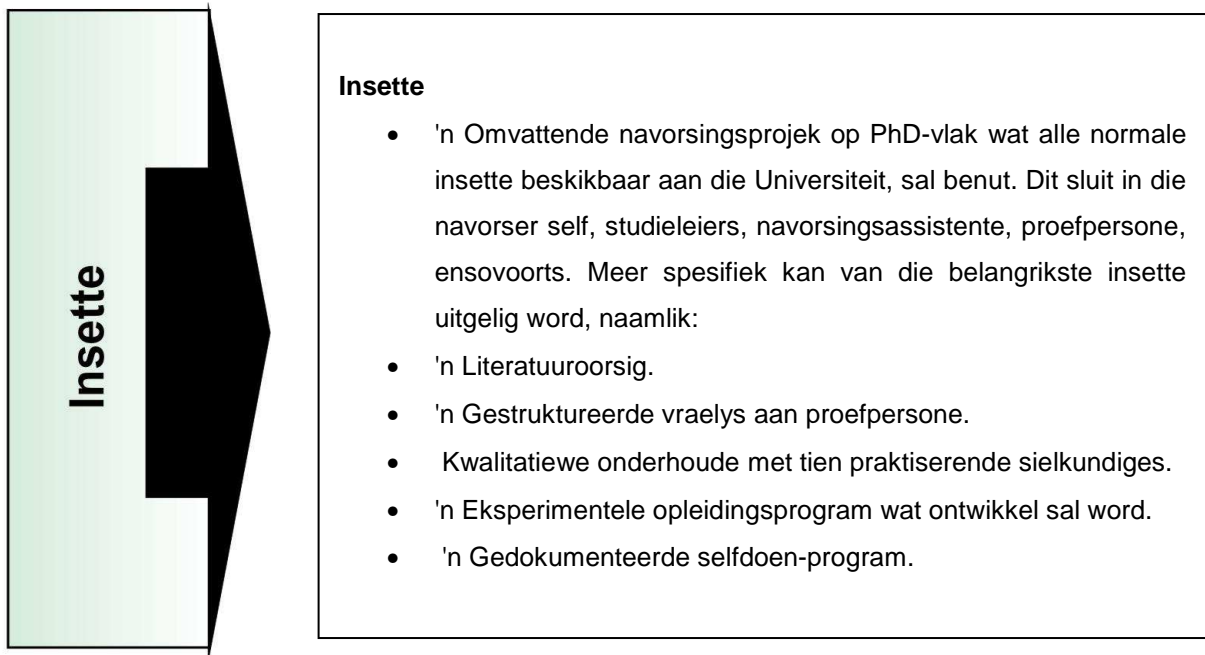 Insette
Insette
• 'n Omvattende navorsingsprojek op PhD-vlak wat alle normale
insette beskikbaar aan die Universiteit, sal benut. Dit sluit in die
navorser self, studieleiers, navorsingsassistente, proefpersone,
ensovoorts. Meer spesifiek kan van die belangrikste insette
uitgelig word, naamlik:
• 'n Literatuuroorsig.
• 'n Gestruktureerde vraelys aan proefpersone.
• Kwalitatiewe onderhoude met tien praktiserende sielkundiges.
• 'n Eksperimentele opleidingsprogram wat ontwikkel sal word.
• 'n Gedokumenteerde selfdoen-program.